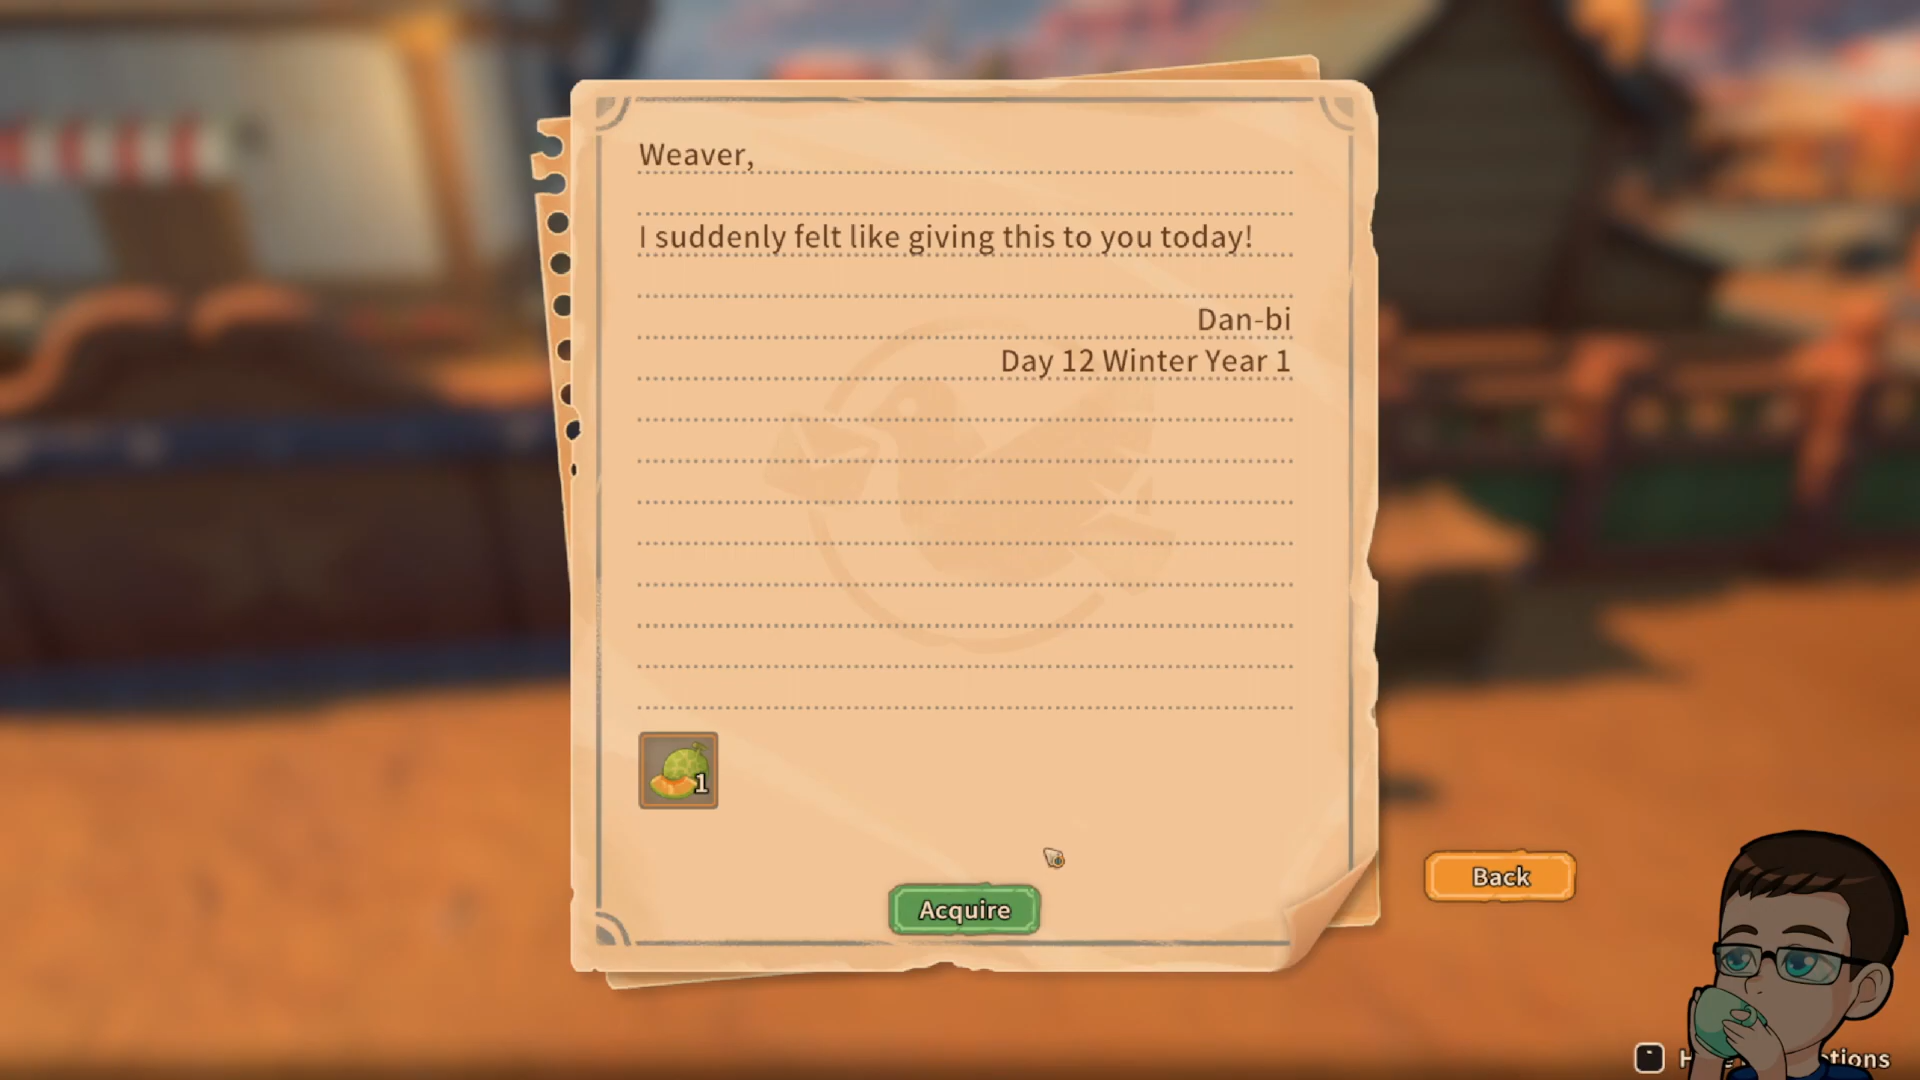 Weaver,
I suddenly felt like giving this to you today!
Dan-bi
Day 12 Winter Year 1
1
Acquire
Back